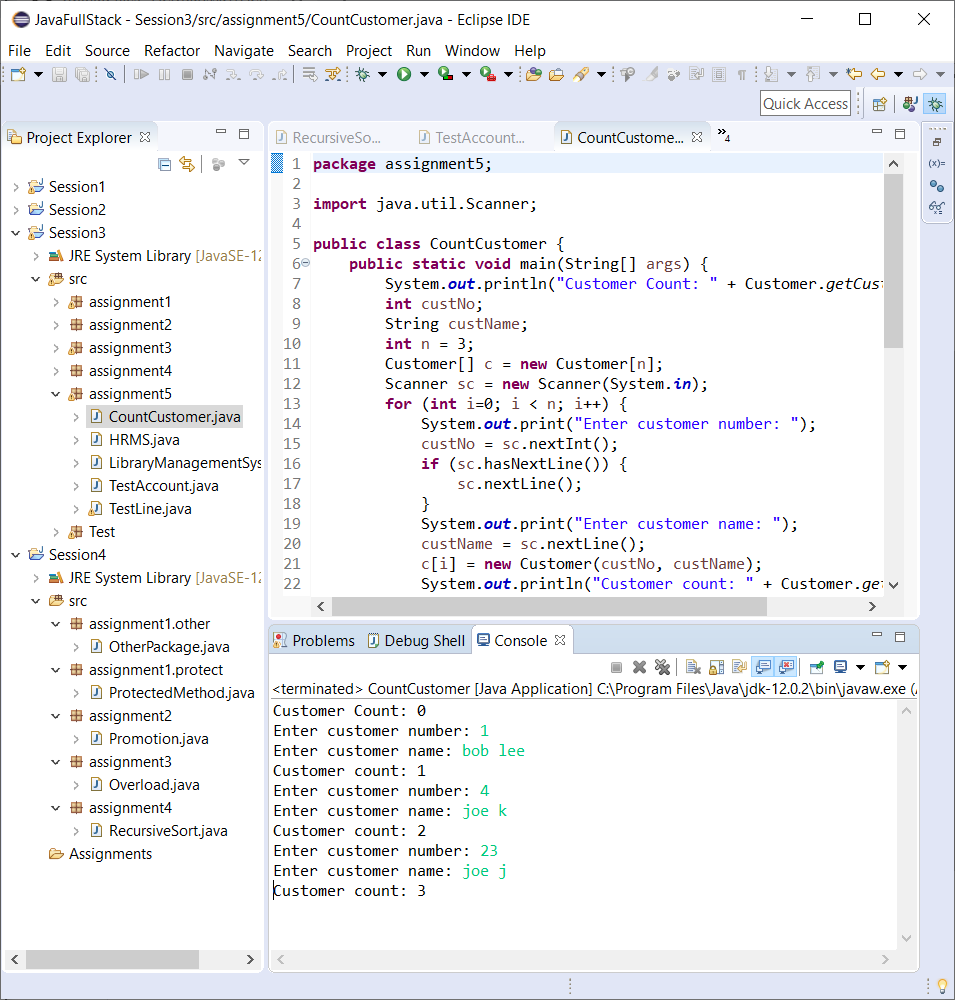 JavaFullStack - Session3/src/assignment5/CountCustomer.java - Eclipse IDE
File Edit Source Refactor Navigate Search Project Run Window Help
Quick Access
Project Explorer
Session1
Session2
Session3
JRE System Library [JavaSE-12
src
assignment1
assignment2
assignment3
assignment4
assignment5
CountCustomer.java
HRMS.java
LibraryManagementSys
TestAccount.java
TestLine.java
Test
Session4
JRE System Library [JavaSE-12
src
assignment1.other
OtherPackage.java
assignment1.protect
ProtectedMethod.java
assignment2
Promotion.java
assignment3
Overload.java
assignment4
RecursiveSort.java
Assignments
RecursiveSo... TestAccount... CountCustome... »4
1 package assignment5;
2
3 import java.util.Scanner;
4
5 public class CountCustomer {
6 public static void main(String[] args) {
7 System.out.println("Customer Count: " + Customer.getCust
8 int custNo;
9 String custName;
10 int n = 3;
11 Customer[] c = new Customer[n];
12 Scanner sc = new Scanner(System.in);
13 for (int i=0; i < n; i++) {
14 System.out.print("Enter customer number: ");
15 custNo = sc.nextInt();
16 if (sc.hasNextLine()) {
17 sc.nextLine();
18 }
19 System.out.print("Enter customer name: ");
20 custName = sc.nextLine();
21 c[i] = new Customer(custNo, custName);
22 System.out.println("Customer count: " + Customer.get
(x)=
Problems Debug Shell Console
<terminated> CountCustomer [Java Application] C:\Program Files\Java\jdk-12.0.2\bin\javaw.exe (
Customer Count: 0
Enter customer number: 1
Enter customer name: bob lee
Customer count: 1
Enter customer number: 4
Enter customer name: joe k
Customer count: 2
Enter customer number: 23
Enter customer name: joe j
Customer count: 3